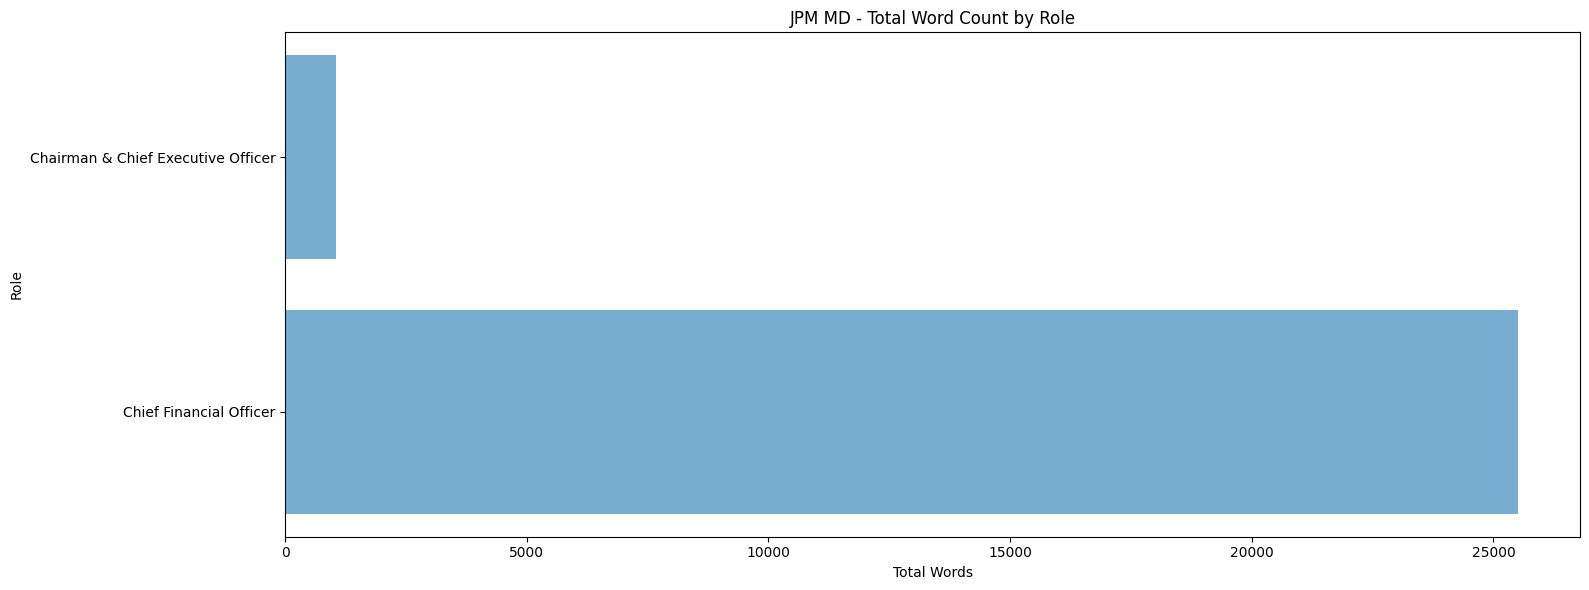 JPM MD - Total Word Count by Role
Chairman & Chief Executive Officer
Role
Chief Financial Officer
0 5000 10000 15000 20000 25000
Total Words